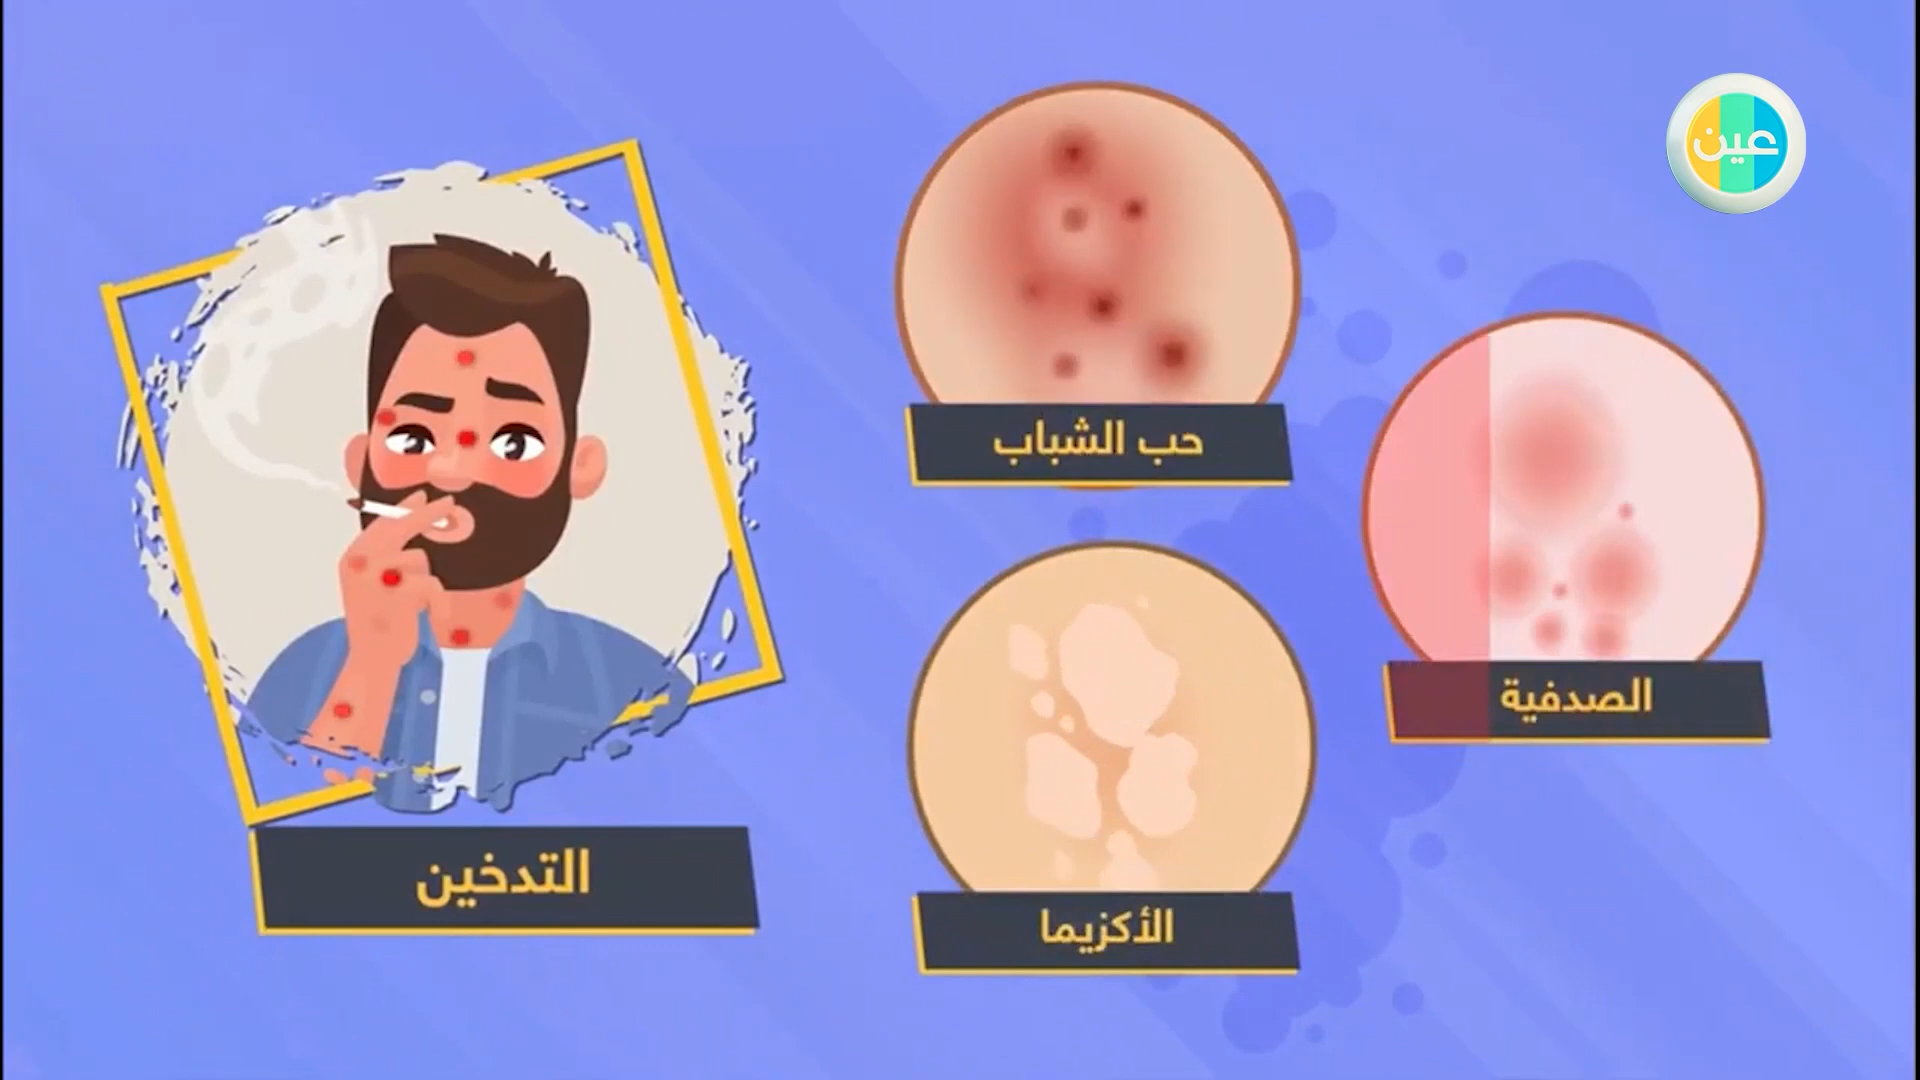 عين
حب الشباب
الصدفية
التدخين
الأكزيما